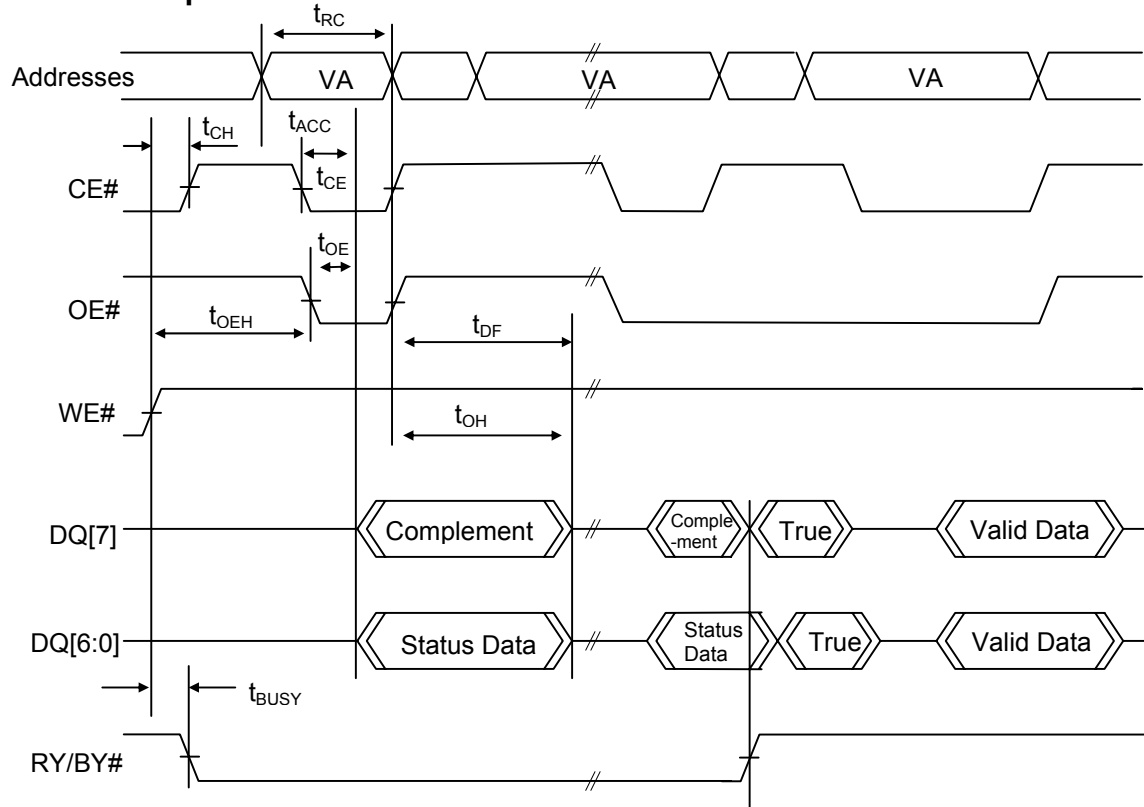 tRC
Addresses
VA
VA
VA
tCH
tACC
CE#
tCE
tOE
OE#
tOEH
tDF
WE#
tOH
DQ[7]
Complement
Comple
-ment
True
Valid Data
DQ[6:0]
Status Data
Status
Data
True
Valid Data
tBUSY
RY/BY#